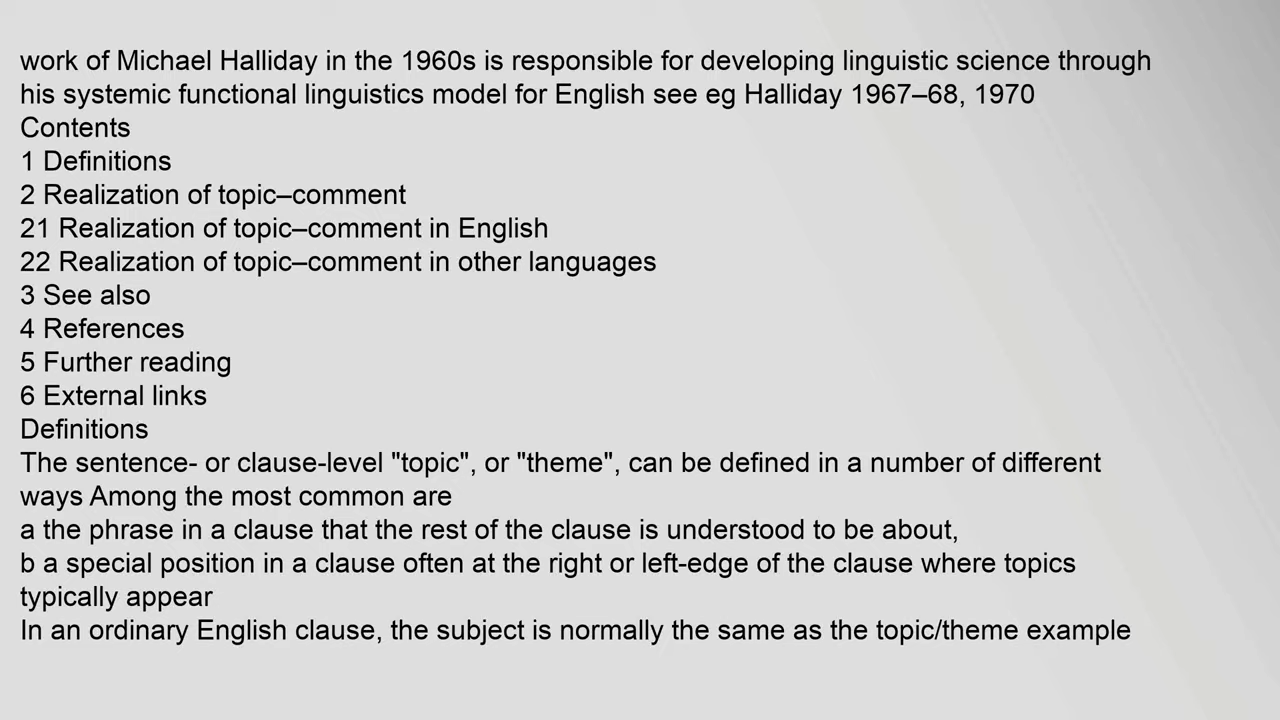 work of Michael Halliday in the 1960s is responsible for developing linguistic science through
his systemic functional linguistics model for English see eg Halliday 1967–68, 1970
Contents
1 Definitions
2 Realization of topic–comment
21 Realization of topic–comment in English
22 Realization of topic–comment in other languages
3 See also
4 References
5 Further reading
6 External links
Definitions
The sentence- or clause-level "topic", or "theme", can be defined in a number of different
ways Among the most common are
a the phrase in a clause that the rest of the clause is understood to be about,
b a special position in a clause often at the right or left-edge of the clause where topics
typically appear
In an ordinary English clause, the subject is normally the same as the topic/theme example